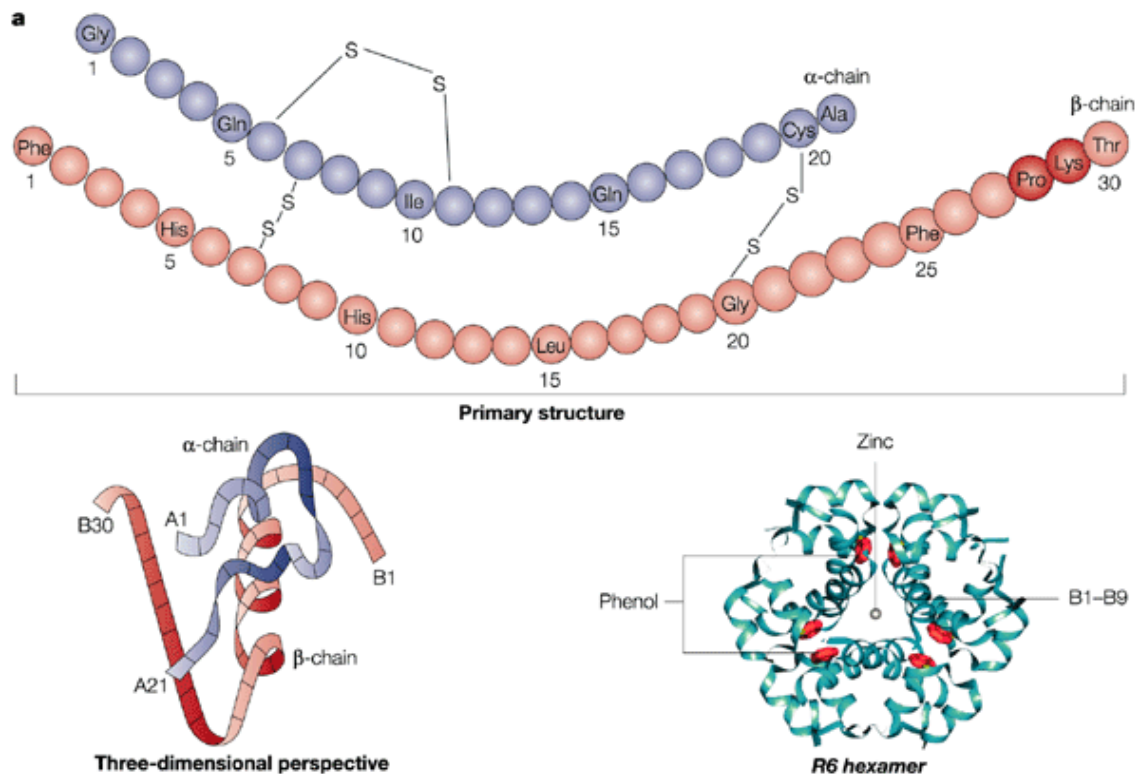 a
Gly
1
Gln
5
S
S
Ile
10
Gln
15
α-chain
Cys
Ala
20
β-chain
Phe
1
His
5
S
S
His
10
Leu
15
S
S
Gly
20
Phe
25
Pro
Lys
Thr
30
Primary structure
α-chain
B30
A1
B1
A21
β-chain
Three-dimensional perspective
Zinc
Phenol
B1–B9
R6 hexamer